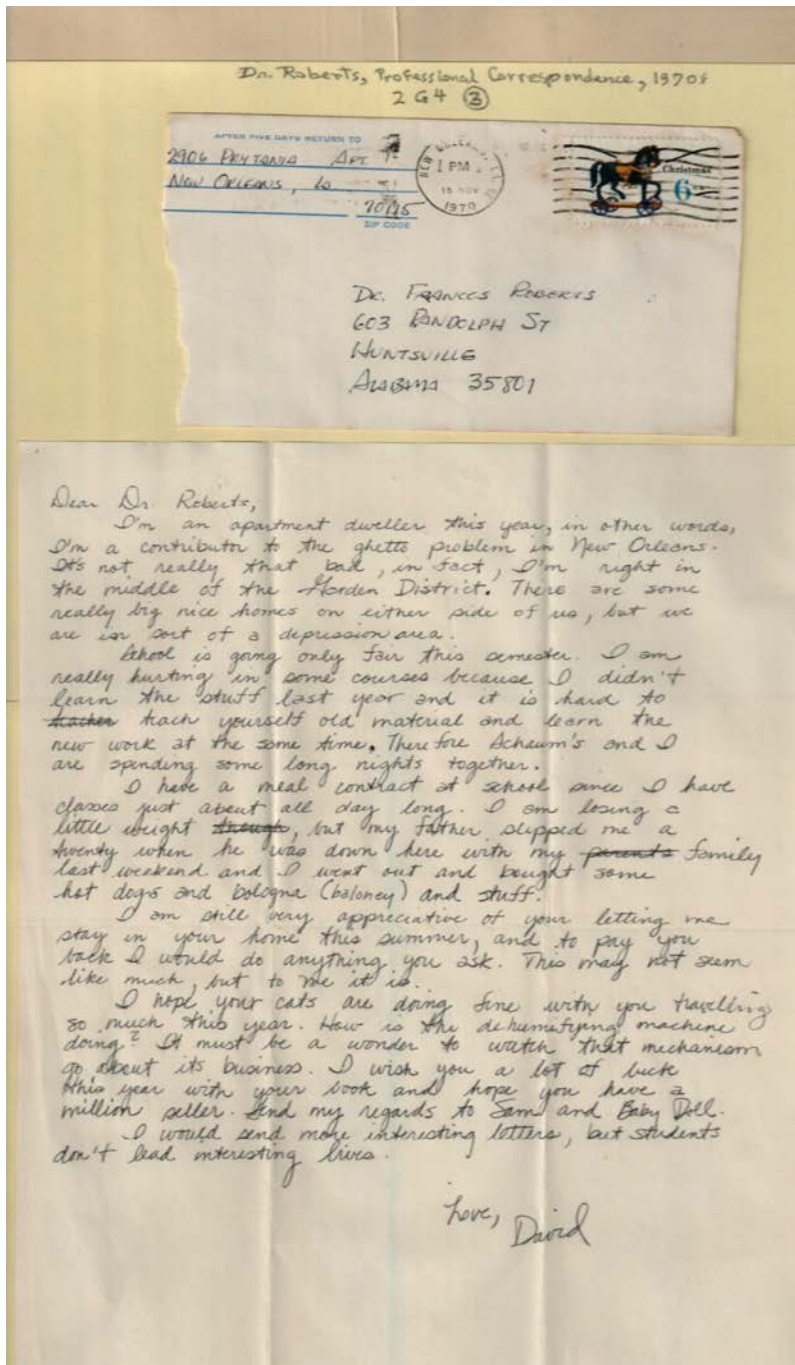 Dr. Roberts, Professional Correspondence, 1970s
2G4 ③
AFTER FIVE DAYS RETURN TO
2906 PRYTANIA APT
NEW ORLEANS, LA
ZIP CODE
NEW ORLEANS, LA
1 PM
15 NOV
1970
Christmas
6
DR. FRANCES ROBERTS
603 RANDOLPH ST
HUNTSVILLE
ALABAMA 35801
Dear Dr. Roberts,
I'm an apartment dweller this year, in other words,
I'm a contributor to the ghetto problem in New Orleans.
It's not really that bad, in fact, I'm right in
the middle of the Garden District. There are some
really big nice homes on either side of us, but we
are in sort of a depression area.
School is going only fair this semester. I am
really hurting in some courses because I didn't
learn the stuff last year and it is hard to
teacher teach yourself old material and learn the
new work at the same time. Therefore Schaum's and I
are spending some long nights together.
I have a meal contract at school since I have
classes just about all day long. I am losing a
little weight though, but my father slipped me a
twenty when he was down here with my parents family
last weekend and I went out and bought some
hot dogs and bologna (baloney) and stuff.
I am still very appreciative of your letting me
stay in your home this summer, and to pay you
back I would do anything you ask. This may not seem
like much, but to me it is.
I hope your cats are doing fine with you travelling
so much this year. How is the dehumifying machine
doing? It must be a wonder to watch that mechanism
go about its business. I wish you a lot of luck
this year with your book and hope you have a
million seller. Send my regards to Sam and Baby Doll.
I would send more interesting letters, but students
don't lead interesting lives.
Love,
David